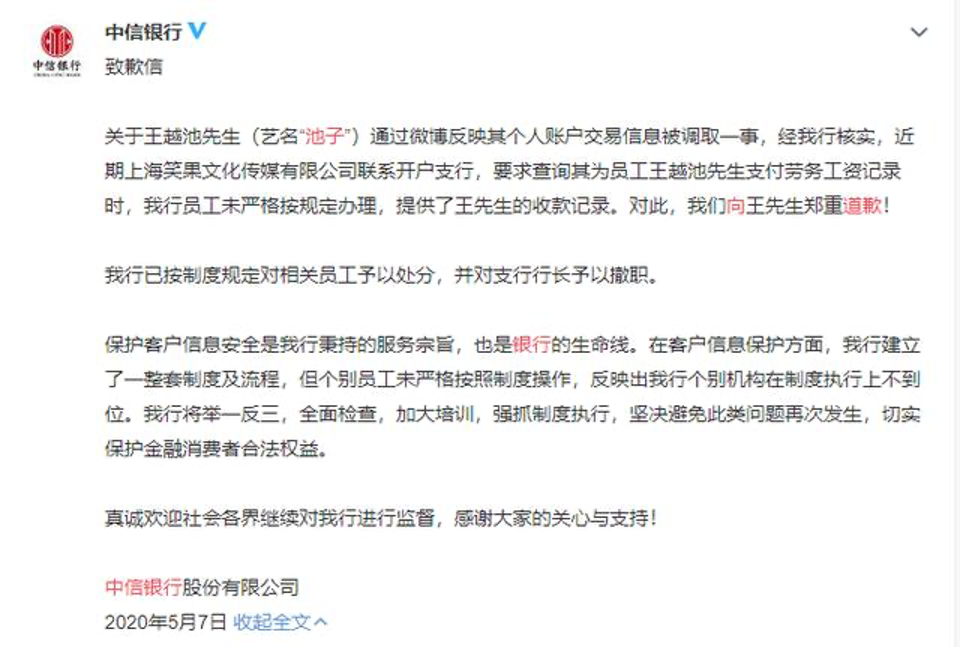 中信银行
中信银行
致歉信
关于王越池先生（艺名“池子”）通过微博反映其个人账户交易信息被调取一事，经我行核实，近
期上海笑果文化传媒有限公司联系开户支行，要求查询其为员工王越池先生支付劳务工资记录
时，我行员工未严格按规定办理，提供了王先生的收款记录。对此，我们向王先生郑重道歉！
我行已按制度规定对相关员工予以处分，并对支行行长予以撤职。
保护客户信息安全是我行秉持的服务宗旨，也是银行的生命线。在客户信息保护方面，我行建立
了一整套制度及流程，但个别员工未严格按照制度操作，反映出我行个别机构在制度执行上不到
位。我行将举一反三，全面检查，加大培训，强抓制度执行，坚决避免此类问题再次发生，切实
保护金融消费者合法权益。
真诚欢迎社会各界继续对我行进行监督，感谢大家的关心与支持！
中信银行股份有限公司
2020年5月7日 收起全文